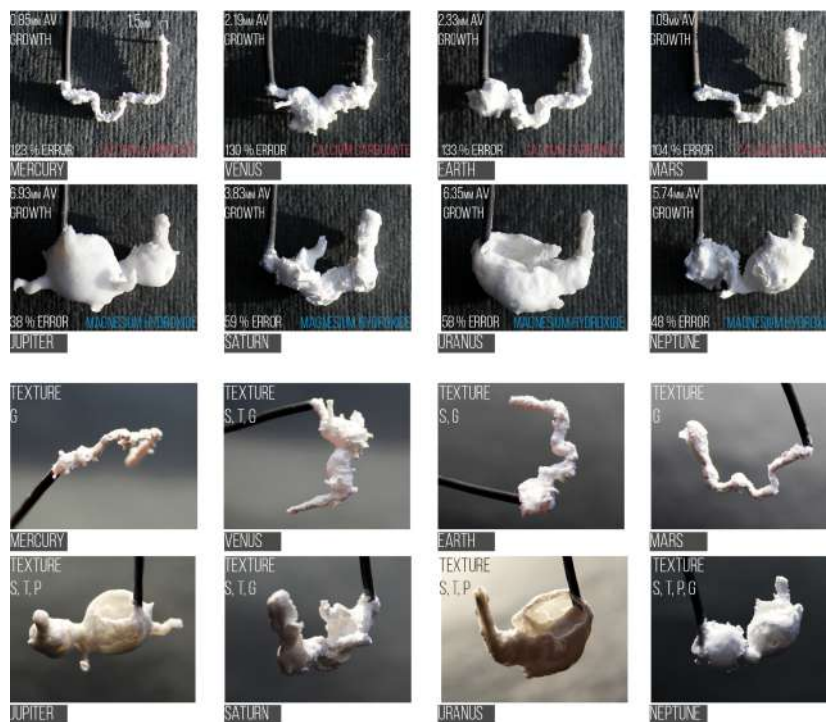 0.85MM AV
GROWTH
1.5MM
123 % ERROR
CALCIUM CARBONATE
MERCURY
2.19MM AV
GROWTH
130 % ERROR
CALCIUM CARBONATE
VENUS
2.33MM AV
GROWTH
133 % ERROR
CALCIUM CARBONATE
EARTH
1.09MM AV
GROWTH
104 % ERROR
CALCIUM CARBONATE
MARS
6.93MM AV
GROWTH
38 % ERROR
MAGNESIUM HYDROXIDE
JUPITER
3.83MM AV
GROWTH
59 % ERROR
MAGNESIUM HYDROXIDE
SATURN
6.35MM AV
GROWTH
58 % ERROR
MAGNESIUM HYDROXIDE
URANUS
5.74MM AV
GROWTH
48 % ERROR
MAGNESIUM HYDROXIDE
NEPTUNE
TEXTURE
G
MERCURY
TEXTURE
S, T, G
VENUS
TEXTURE
S, G
EARTH
TEXTURE
G
MARS
TEXTURE
S, T, P
JUPITER
TEXTURE
S, T, G
SATURN
TEXTURE
S, T, P
URANUS
TEXTURE
S, T, P, G
NEPTUNE